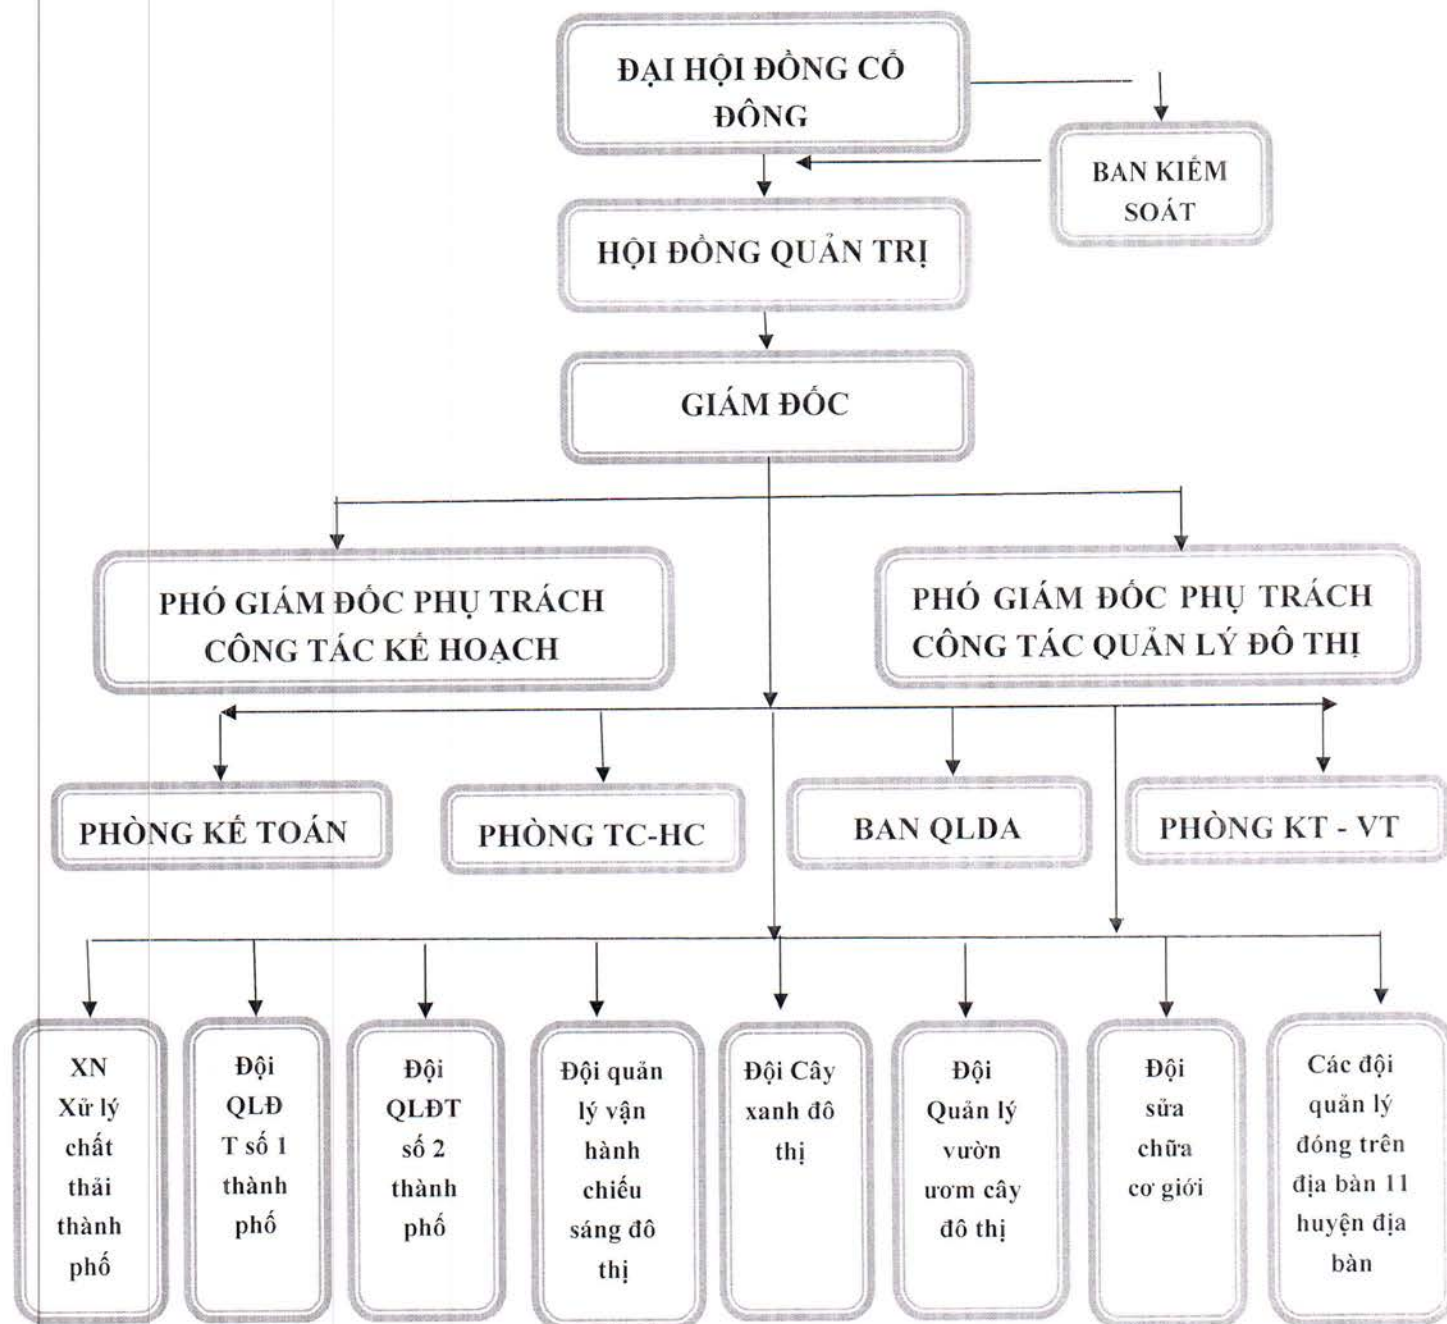 ĐẠI HỘI ĐỒNG CỔ
ĐÔNG
BAN KIỂM
SOÁT
HỘI ĐỒNG QUẢN TRỊ
GIÁM ĐỐC
PHÓ GIÁM ĐỐC PHỤ TRÁCH
CÔNG TÁC KẾ HOẠCH
PHÓ GIÁM ĐỐC PHỤ TRÁCH
CÔNG TÁC QUẢN LÝ ĐÔ THỊ
PHÒNG KẾ TOÁN
PHÒNG TC-HC
BAN QLDA
PHÒNG KT - VT
XN
Xử lý
chất
thải
thành
phố
Đội
QLĐ
T số 1
thành
phố
Đội
QLĐT
số 2
thành
phố
Đội quản
lý vận
hành
chiếu
sáng đô
thị
Đội Cây
xanh đô
thị
Đội
Quản lý
vườn
ươm cây
đô thị
Đội
sửa
chữa
cơ giới
Các đội
quản lý
đóng trên
địa bàn 11
huyện địa
bàn